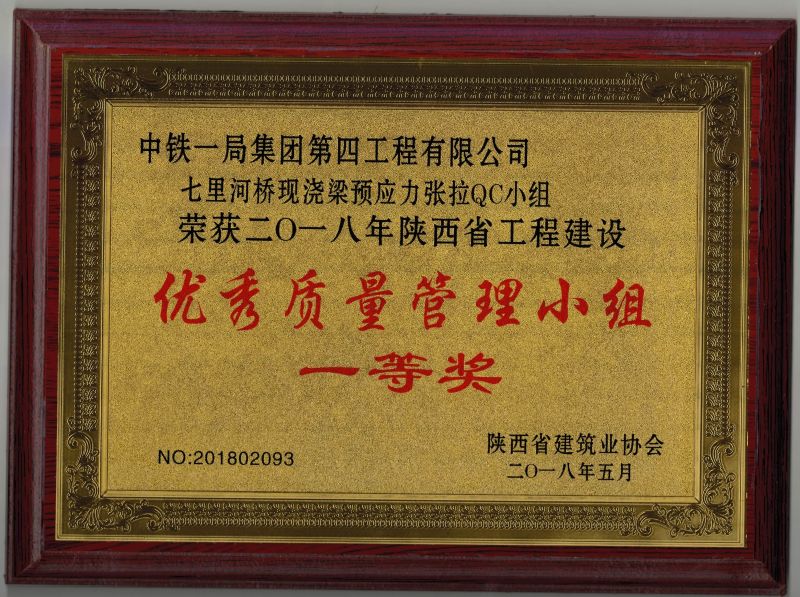 中铁一局集团第四工程有限公司
七里河桥现浇梁预应力张拉QC小组
荣获二〇一八年陕西省工程建设
优秀质量管理小组
一等奖
NO:201802093
陕西省建筑业协会
二〇一八年五月